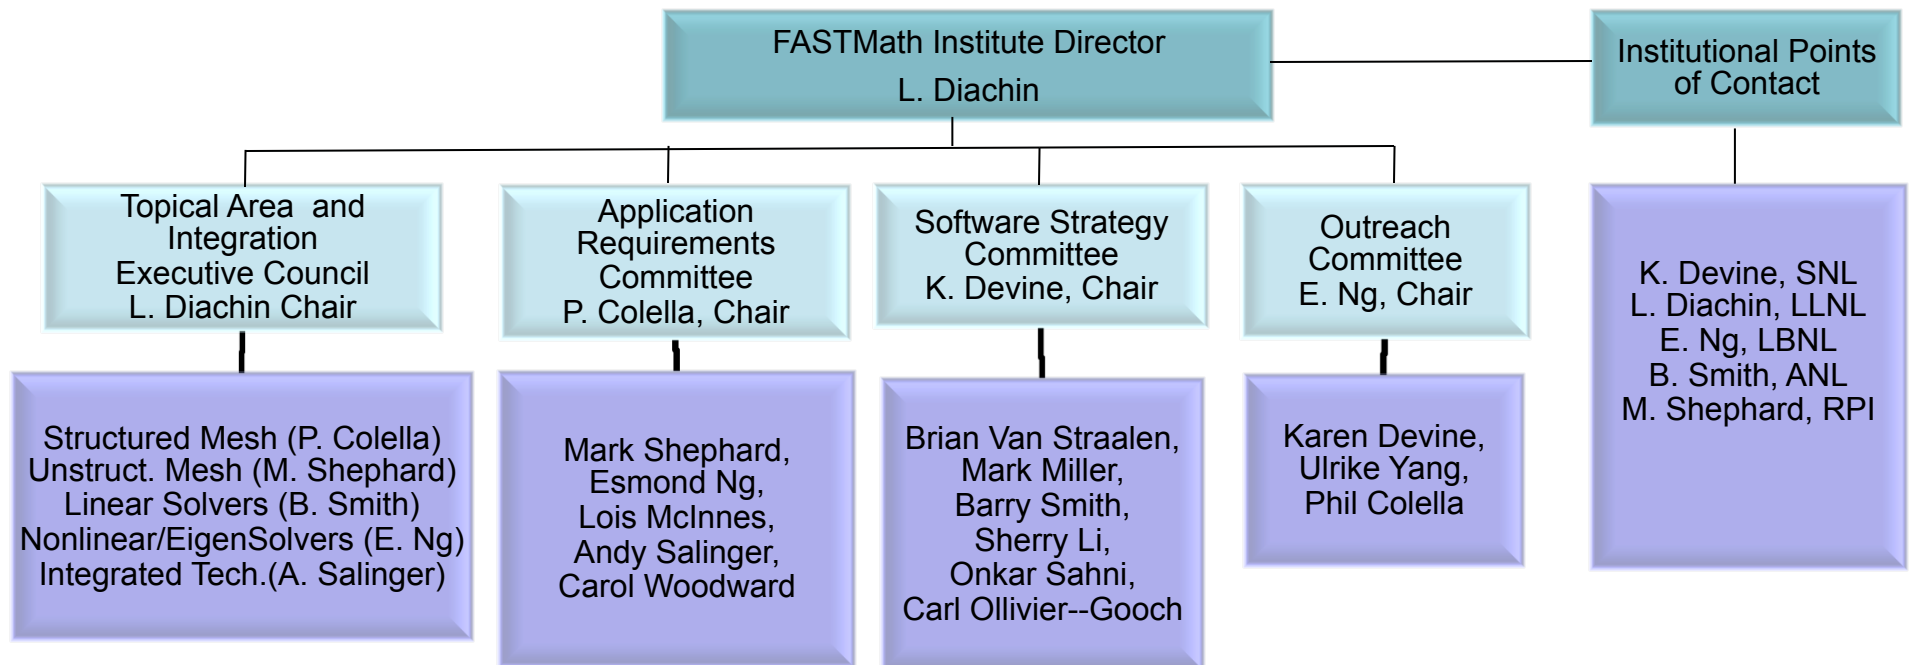 FASTMath Institute Director
L. Diachin
Institutional Points
of Contact
Topical Area and
Integration
Executive Council
L. Diachin Chair
Application
Requirements
Committee
P. Colella, Chair
Software Strategy
Committee
K. Devine, Chair
Outreach
Committee
E. Ng, Chair
K. Devine, SNL
L. Diachin, LLNL
E. Ng, LBNL
B. Smith, ANL
M. Shephard, RPI
Structured Mesh (P. Colella)
Unstruct. Mesh (M. Shephard)
Linear Solvers (B. Smith)
Nonlinear/EigenSolvers (E. Ng)
Integrated Tech.(A. Salinger)
Mark Shephard,
Esmond Ng,
Lois McInnes,
Andy Salinger,
Carol Woodward
Brian Van Straalen,
Mark Miller,
Barry Smith,
Sherry Li,
Onkar Sahni,
Carl Ollivier--Gooch
Karen Devine,
Ulrike Yang,
Phil Colella